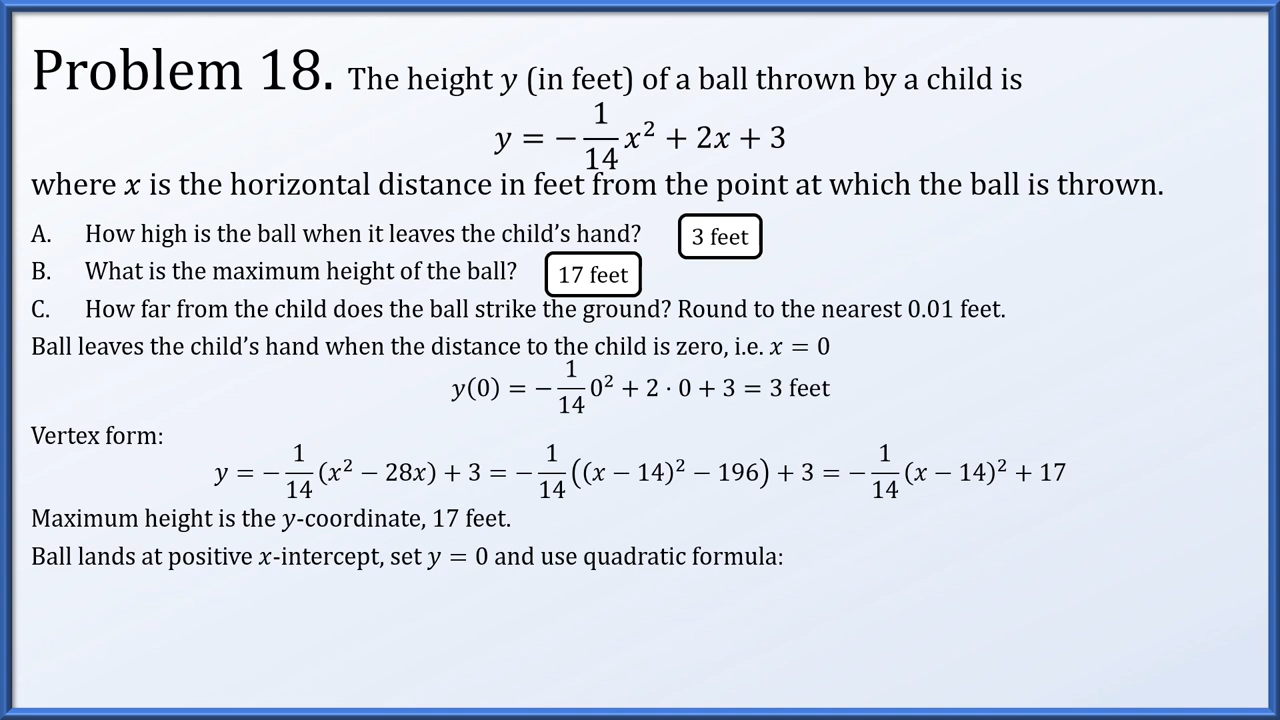 Problem 18. The height y (in feet) of a ball thrown by a child is
y = −1/14 x² + 2x + 3
where x is the horizontal distance in feet from the point at which the ball is thrown.
A. How high is the ball when it leaves the child’s hand? 3 feet
B. What is the maximum height of the ball? 17 feet
C. How far from the child does the ball strike the ground? Round to the nearest 0.01 feet.
Ball leaves the child’s hand when the distance to the child is zero, i.e. x = 0
y(0) = −1/14 0² + 2 · 0 + 3 = 3 feet
Vertex form:
y = −1/14 (x² − 28x) + 3 = −1/14 ((x − 14)² − 196) + 3 = −1/14 (x − 14)² + 17
Maximum height is the y-coordinate, 17 feet.
Ball lands at positive x-intercept, set y = 0 and use quadratic formula: